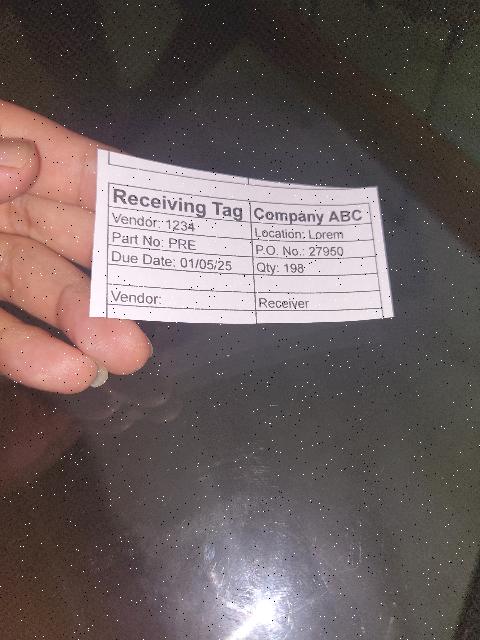 Receiving Tag Company ABC
Vendor: 1234 Location: Lorem
Part No: PRE P.O. No.: 27950
Due Date: 01/05/25 Qty: 198
Vendor: Receiver